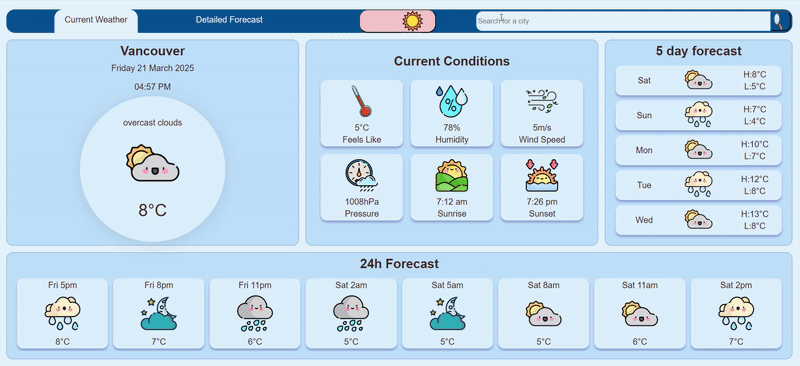 Current Weather
Detailed Forecast
Search for a city
Vancouver
Friday 21 March 2025
04:57 PM
overcast clouds
8°C
Current Conditions
5°C
Feels Like
78%
Humidity
5m/s
Wind Speed
1008hPa
Pressure
7:12 am
Sunrise
7:26 pm
Sunset
5 day forecast
Sat
H:8°C
L:5°C
Sun
H:7°C
L:4°C
Mon
H:10°C
L:7°C
Tue
H:12°C
L:8°C
Wed
H:13°C
L:8°C
24h Forecast
Fri 5pm
8°C
Fri 8pm
7°C
Fri 11pm
6°C
Sat 2am
5°C
Sat 5am
5°C
Sat 8am
5°C
Sat 11am
6°C
Sat 2pm
7°C